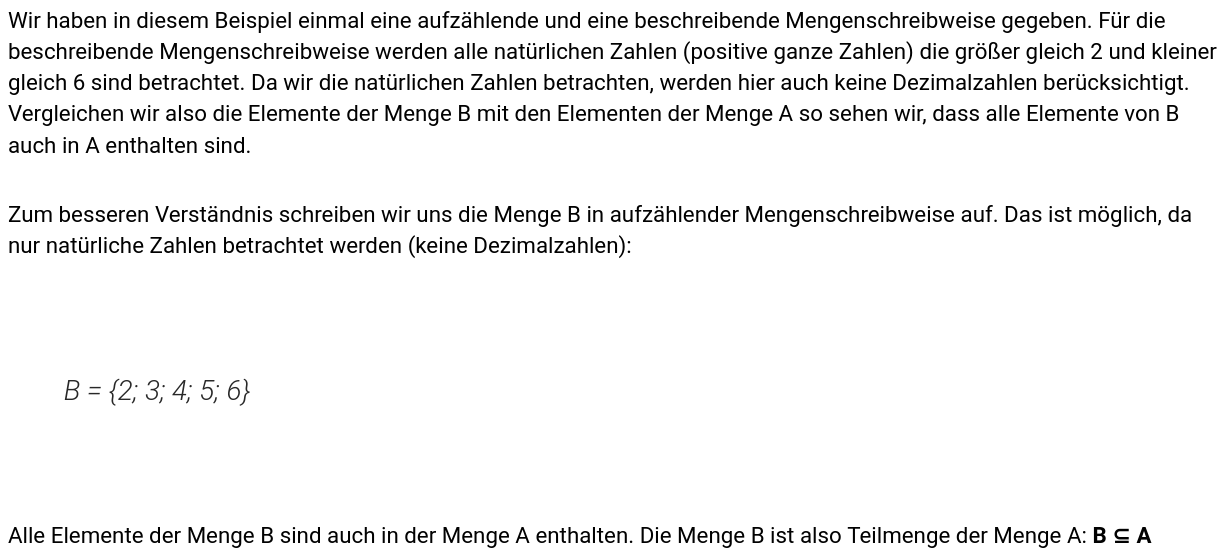 Wir haben in diesem Beispiel einmal eine aufzählende und eine beschreibende Mengenschreibweise gegeben. Für die
beschreibende Mengenschreibweise werden alle natürlichen Zahlen (positive ganze Zahlen) die größer gleich 2 und kleiner
gleich 6 sind betrachtet. Da wir die natürlichen Zahlen betrachten, werden hier auch keine Dezimalzahlen berücksichtigt.
Vergleichen wir also die Elemente der Menge B mit den Elementen der Menge A so sehen wir, dass alle Elemente von B
auch in A enthalten sind.
Zum besseren Verständnis schreiben wir uns die Menge B in aufzählender Mengenschreibweise auf. Das ist möglich, da
nur natürliche Zahlen betrachtet werden (keine Dezimalzahlen):
B = {2; 3; 4; 5; 6}
Alle Elemente der Menge B sind auch in der Menge A enthalten. Die Menge B ist also Teilmenge der Menge A: B ⊆ A